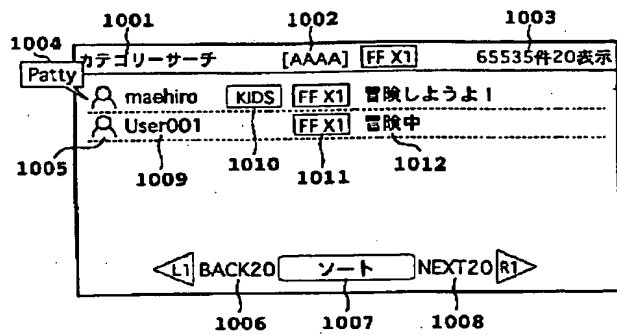 1001 1002 1003
1004 カテゴリーサーチ [AAAA] FF X1 65535件20表示
Patty
maehiro KIDS FF X1 冒険しようよ!
User001 FF X1 冒険中
1005 1009 1010 1011 1012
L1 BACK20 ソート NEXT20 R1
1006 1007 1008